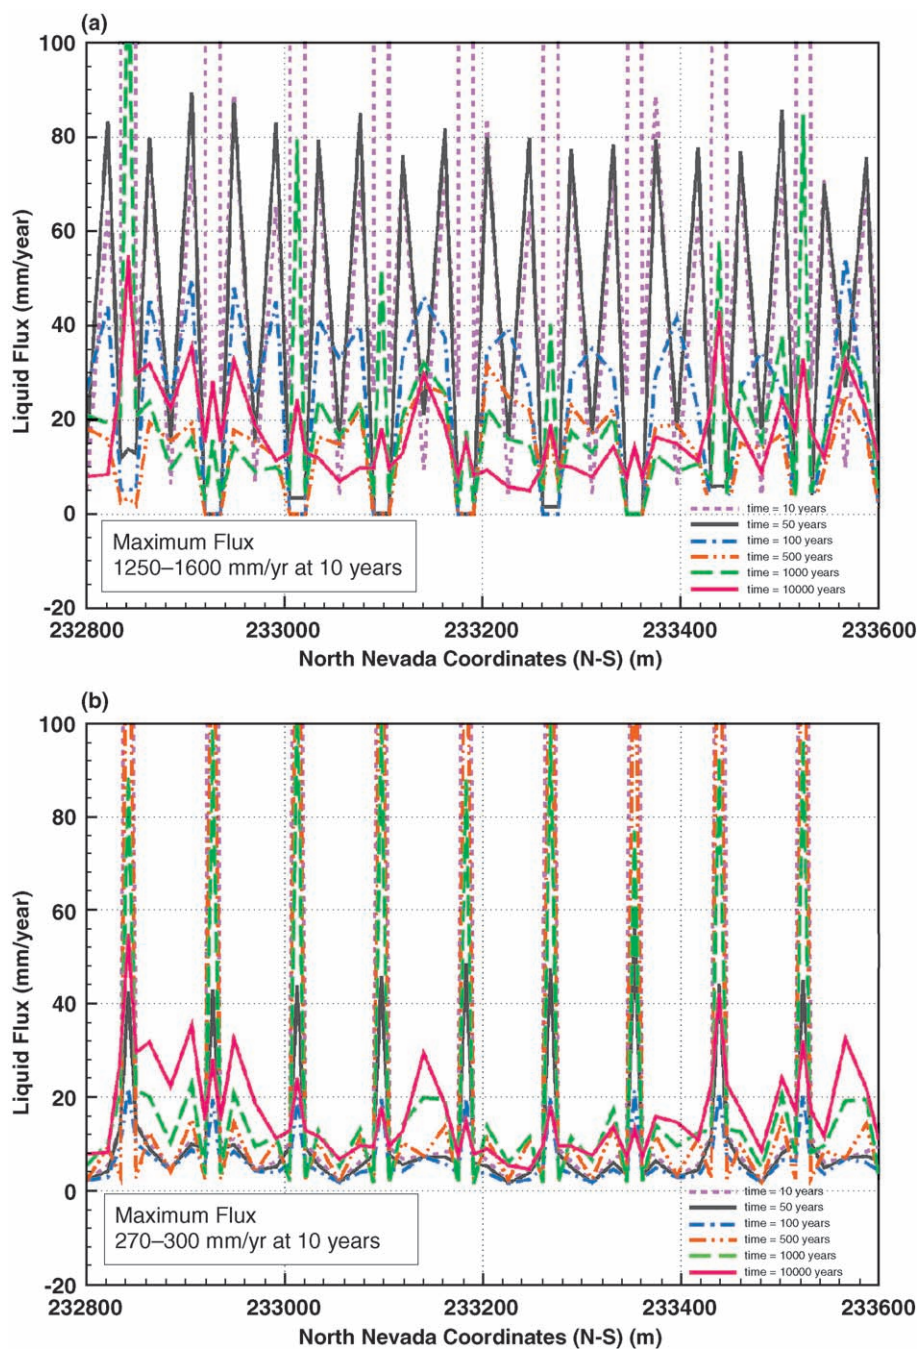 (a)
100
80
60
40
20
0
-20
Liquid Flux (mm/year)
Maximum Flux
1250–1600 mm/yr at 10 years
time = 10 years
time = 50 years
time = 100 years
time = 500 years
time = 1000 years
time = 10000 years
232800 233000 233200 233400 233600
North Nevada Coordinates (N-S) (m)
(b)
100
80
60
40
20
0
-20
Liquid Flux (mm/year)
Maximum Flux
270–300 mm/yr at 10 years
time = 10 years
time = 50 years
time = 100 years
time = 500 years
time = 1000 years
time = 10000 years
232800 233000 233200 233400 233600
North Nevada Coordinates (N-S) (m)